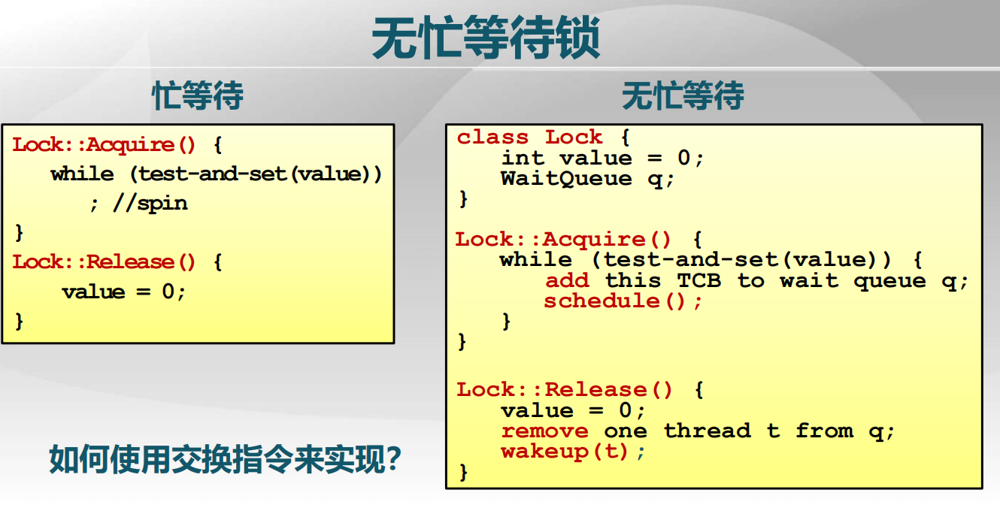 无忙等待锁
忙等待
Lock::Acquire() {
while (test-and-set(value))
; //spin
}
Lock::Release() {
value = 0;
}
如何使用交换指令来实现?
无忙等待
class Lock {
int value = 0;
WaitQueue q;
}
Lock::Acquire() {
while (test-and-set(value)) {
add this TCB to wait queue q;
schedule();
}
}
Lock::Release() {
value = 0;
remove one thread t from q;
wakeup(t);
}